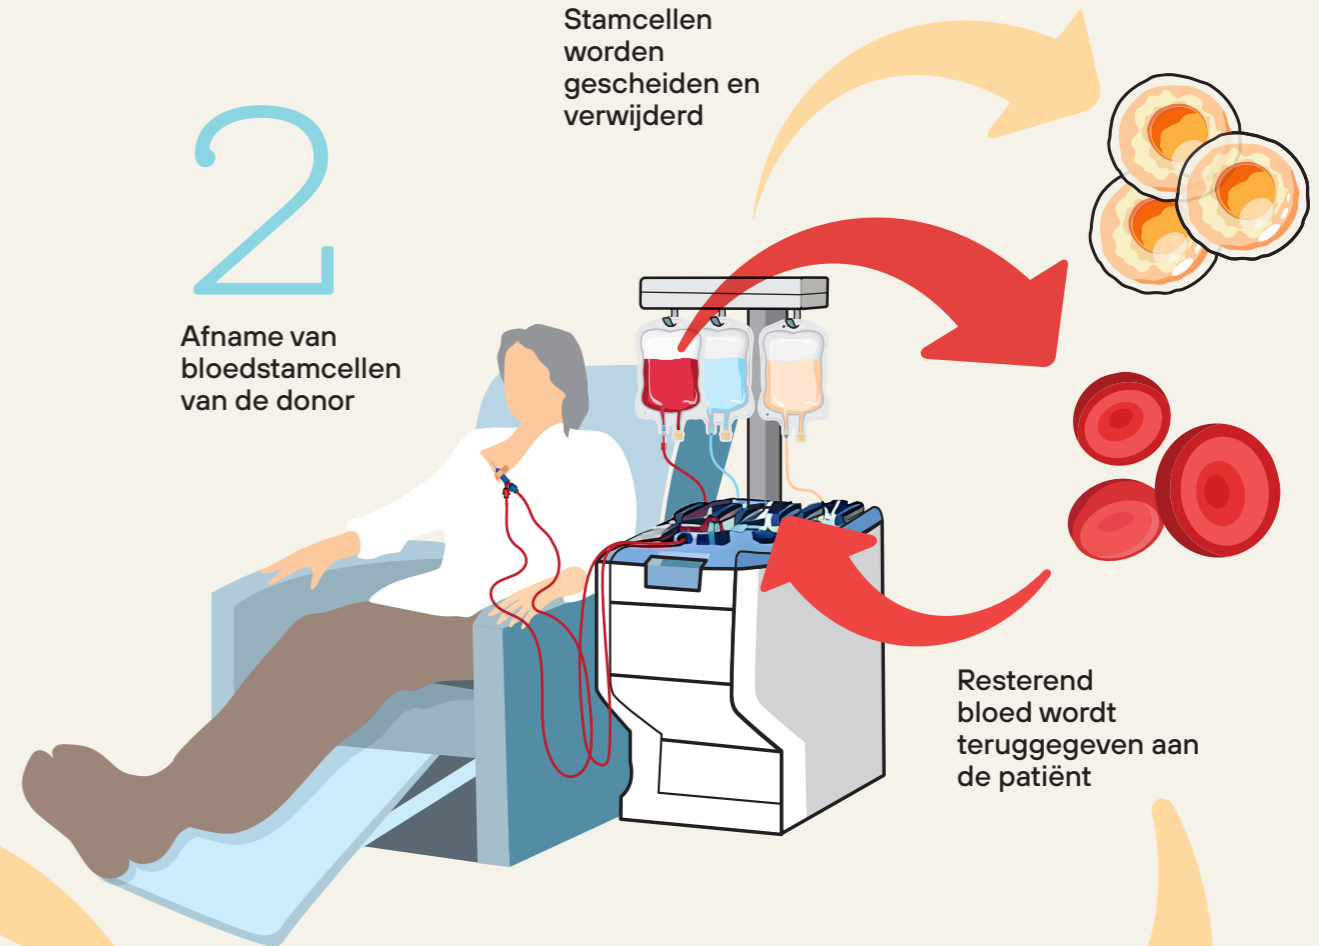 Stamcellen
worden
gescheiden en
verwijderd
2
Afname van
bloedstamcellen
van de donor
Resterend
bloed wordt
teruggegeven aan
de patiënt